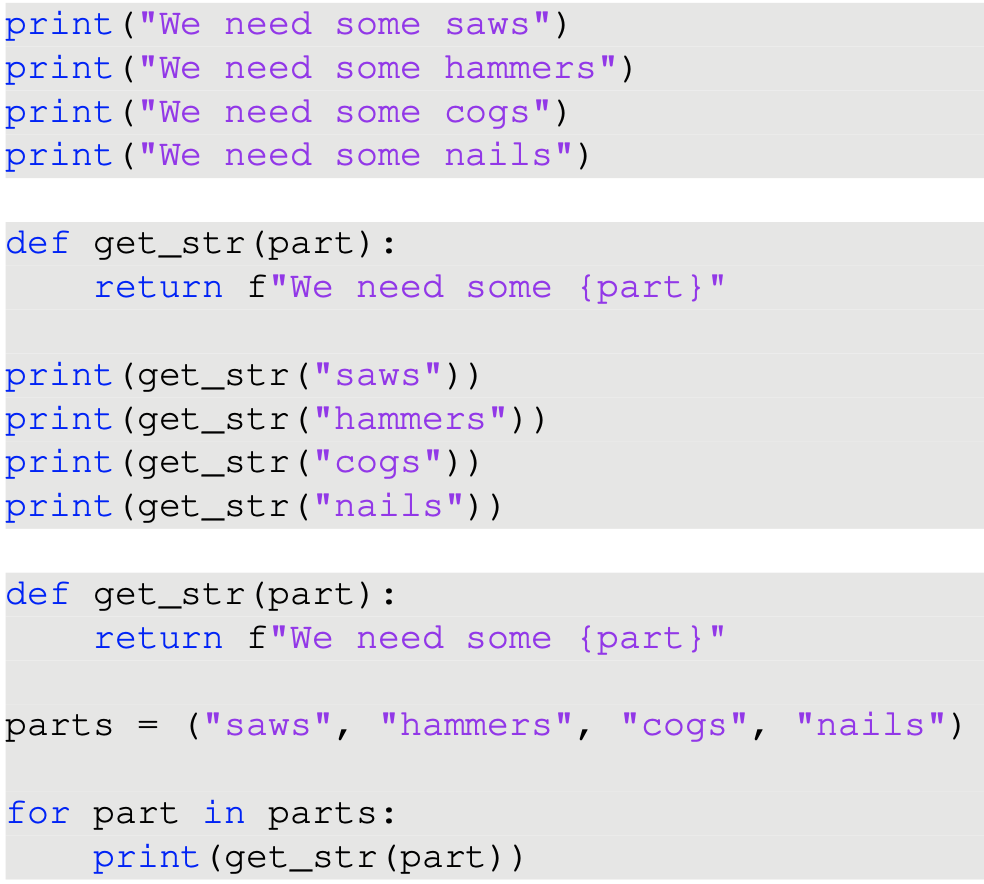 print("We need some saws")
print("We need some hammers")
print("We need some cogs")
print("We need some nails")
def get_str(part):
    return f"We need some {part}"
print(get_str("saws"))
print(get_str("hammers"))
print(get_str("cogs"))
print(get_str("nails"))
def get_str(part):
    return f"We need some {part}"
parts = ("saws", "hammers", "cogs", "nails")
for part in parts:
    print(get_str(part))